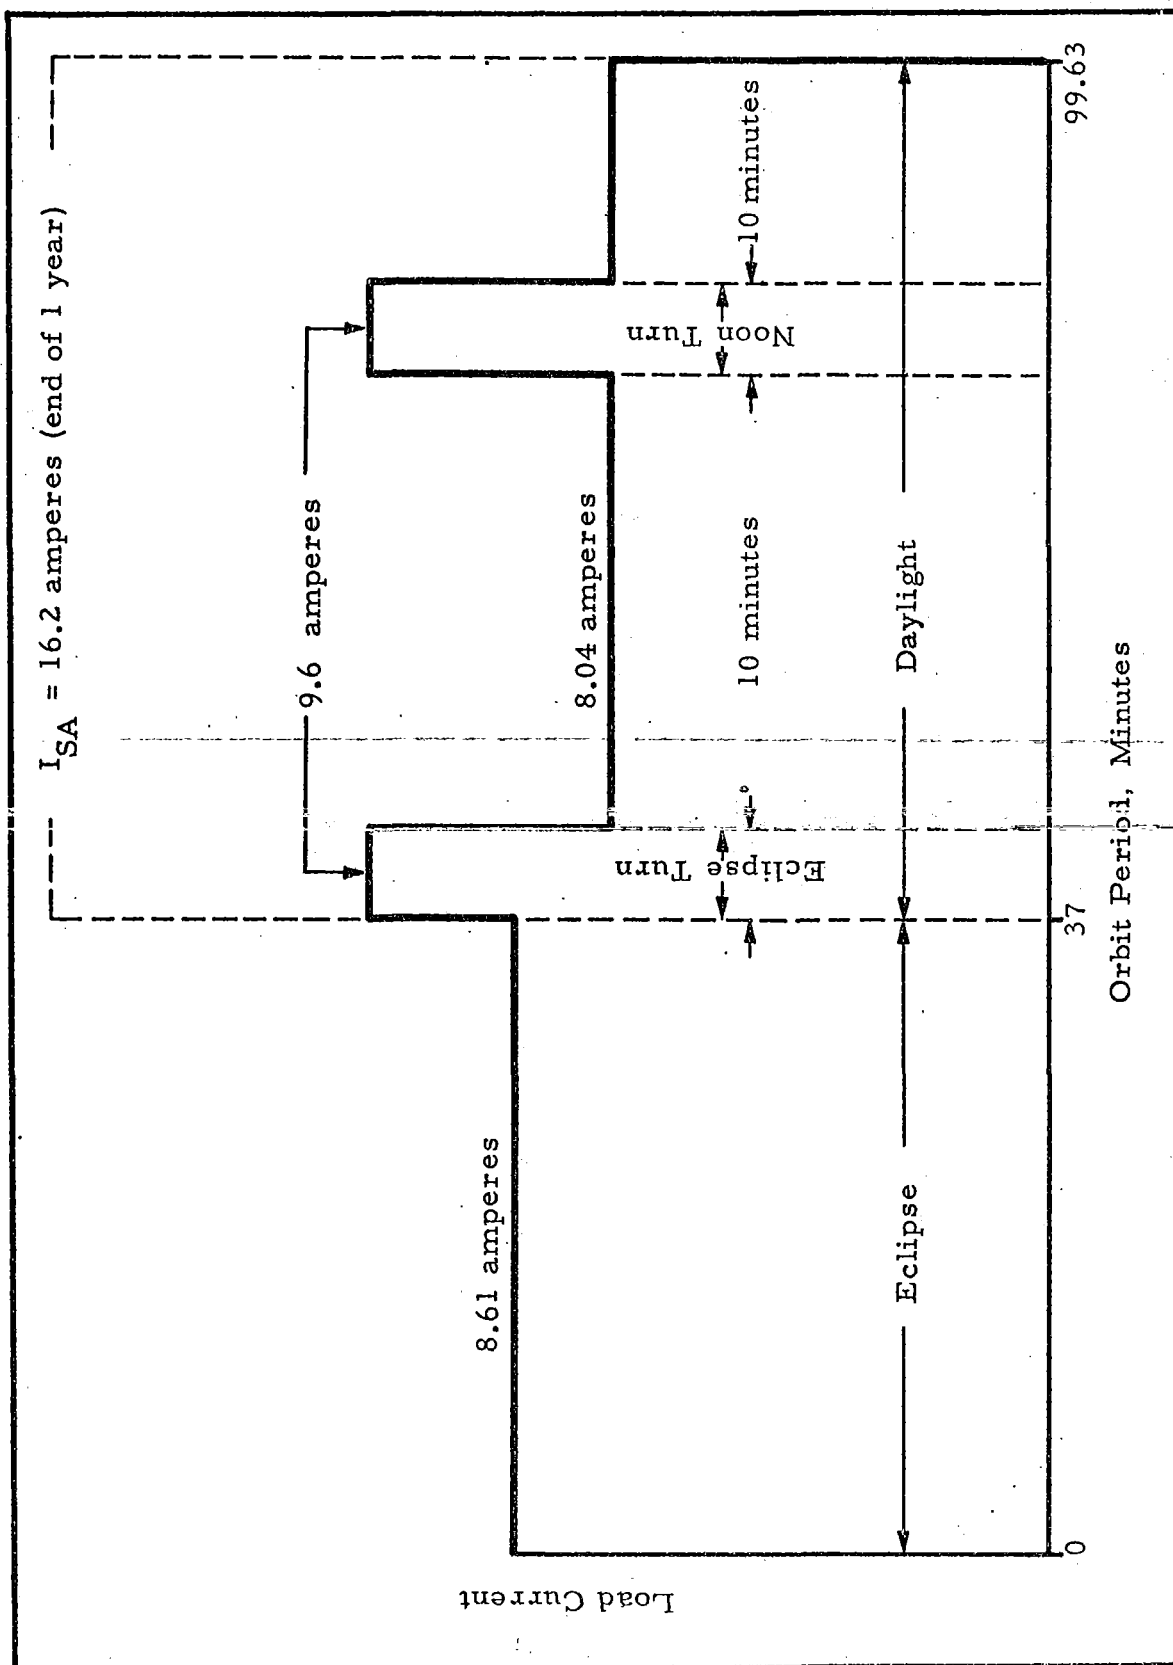 I_SA = 16.2 amperes (end of 1 year)
9.6 amperes
8.61 amperes
8.04 amperes
Eclipse Turn
Noon Turn
10 minutes
10 minutes
Eclipse
Daylight
0
37
99.63
Orbit Period, Minutes
Load Current